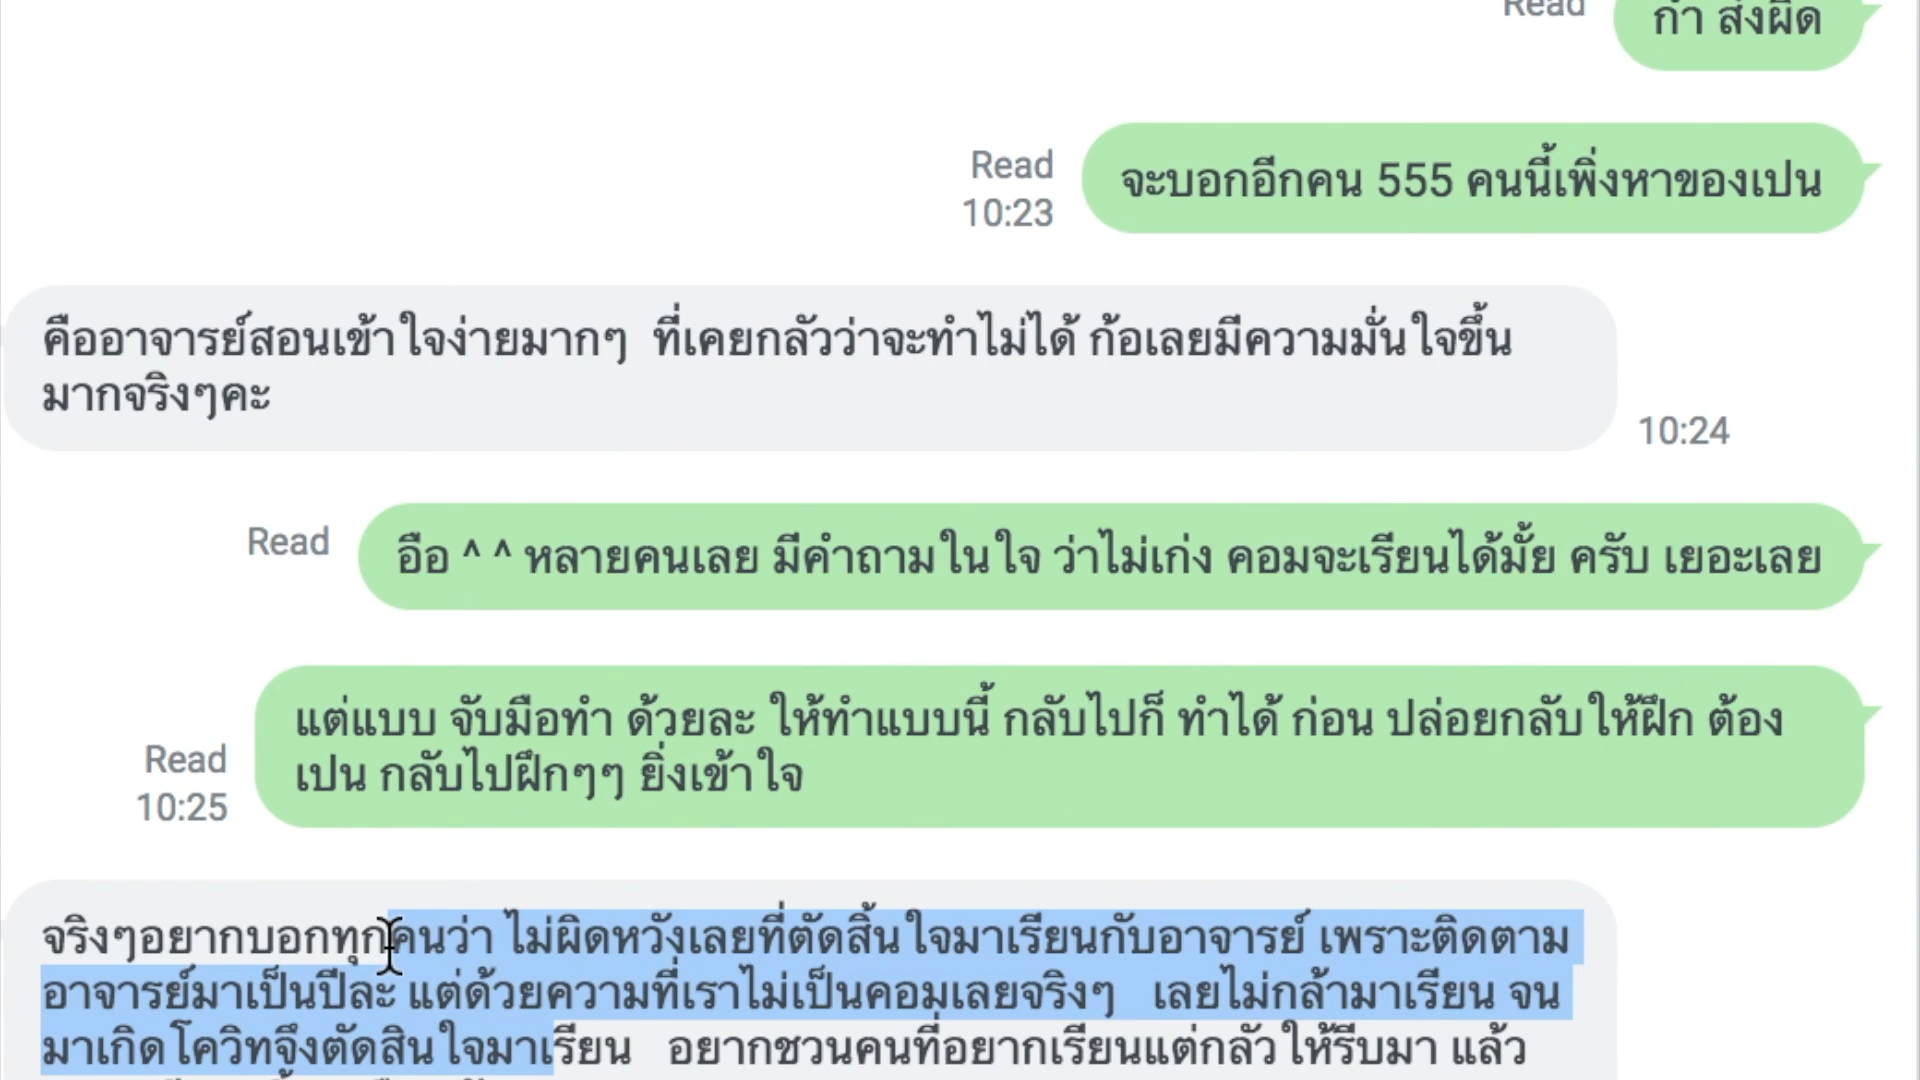 Read
กำ ส่งผิด
Read
10:23
จะบอกอีกคน 555 คนนี้เพิ่งหาของเปน
คืออาจารย์สอนเข้าใจง่ายมากๆ  ที่เคยกลัวว่าจะทำไม่ได้ ก้อเลยมีความมั่นใจขึ้น
มากจริงๆคะ
10:24
Read
อือ ^ ^ หลายคนเลย มีคำถามในใจ ว่าไม่เก่ง คอมจะเรียนได้มั้ย ครับ เยอะเลย
แต่แบบ จับมือทำ ด้วยละ ให้ทำแบบนี้ กลับไปก็ ทำได้ ก่อน ปล่อยกลับให้ฝึก ต้อง
เปน กลับไปฝึกๆๆ ยิ่งเข้าใจ
Read
10:25
จริงๆอยากบอกทุกคนว่า ไม่ผิดหวังเลยที่ตัดสิ้นใจมาเรียนกับอาจารย์ เพราะติดตาม
อาจารย์มาเป็นปีละ แต่ด้วยความที่เราไม่เป็นคอมเลยจริงๆ   เลยไม่กล้ามาเรียน จน
มาเกิดโควิทจึงตัดสินใจมาเรียน   อยากชวนคนที่อยากเรียนแต่กลัวให้รีบมา แล้ว